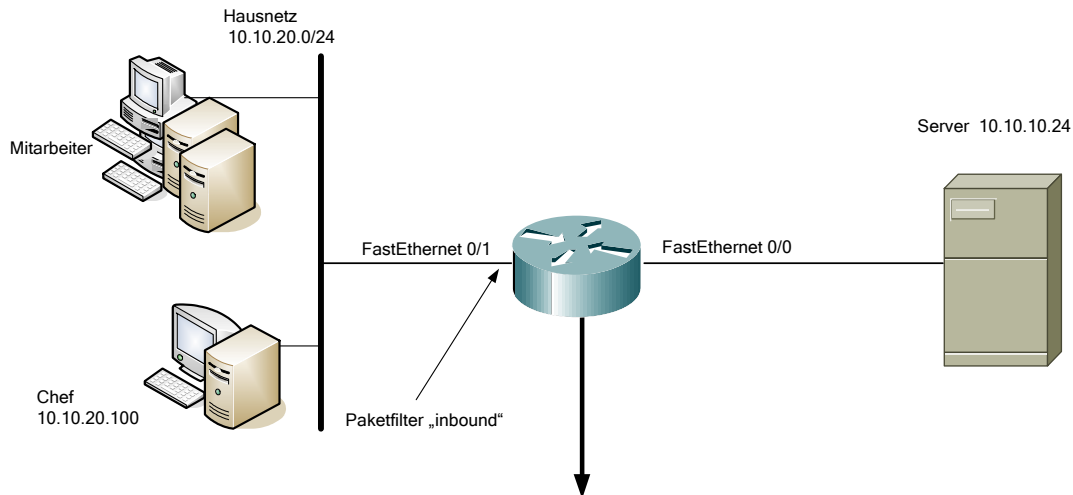 Hausnetz
10.10.20.0/24
Mitarbeiter
Server 10.10.10.24
FastEthernet 0/1
FastEthernet 0/0
Chef
10.10.20.100
Paketfilter „inbound“